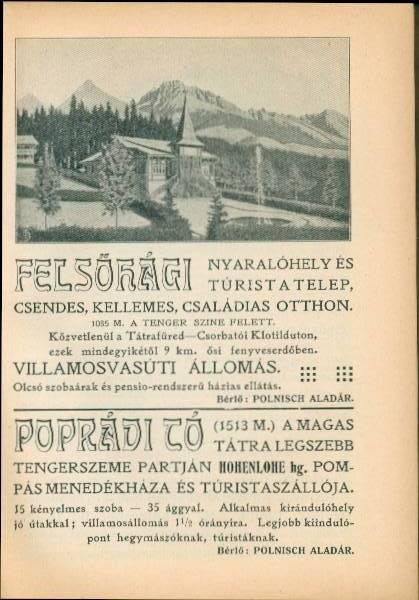 FELSŐHÁGI NYARALÓHELY ÉS
TÚRISTATELEP,
CSENDES, KELLEMES, CSALÁDIAS OTTHON.
1085 M. A TENGER SZINE FELETT.
Közvetlenül a Tátrafüred—Csorbatói Klotilduton,
ezek mindegyikétől 9 km. ősi fenyveserdőben.
VILLAMOSVASÚTI ÁLLOMÁS.
Olcsó szobaárak és pensio-rendszerű házias ellátás.
Bérlő: POLNISCH ALADÁR.
POPRÁDI TÓ (1513 M.) A MAGAS
TÁTRA LEGSZEBB
TENGERSZEME PARTJÁN HOHENLOHE hg. POM-
PÁS MENEDÉKHÁZA ÉS TÚRISTASZÁLLÓJA.
15 kényelmes szoba — 35 ággyal. Alkalmas kirándulóhely
jó útakkal; villamosállomás 1 1/2 órányira. Legjobb kiinduló-
pont hegymászóknak, túristáknak.
Bérlő: POLNISCH ALADÁR.